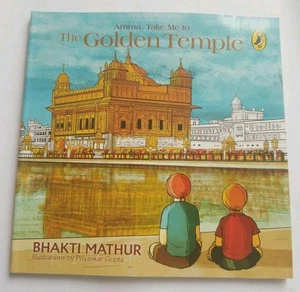 Amma, Take Me to
The Golden Temple
BHAKTI MATHUR
Illustrations by Priyankar Gupta